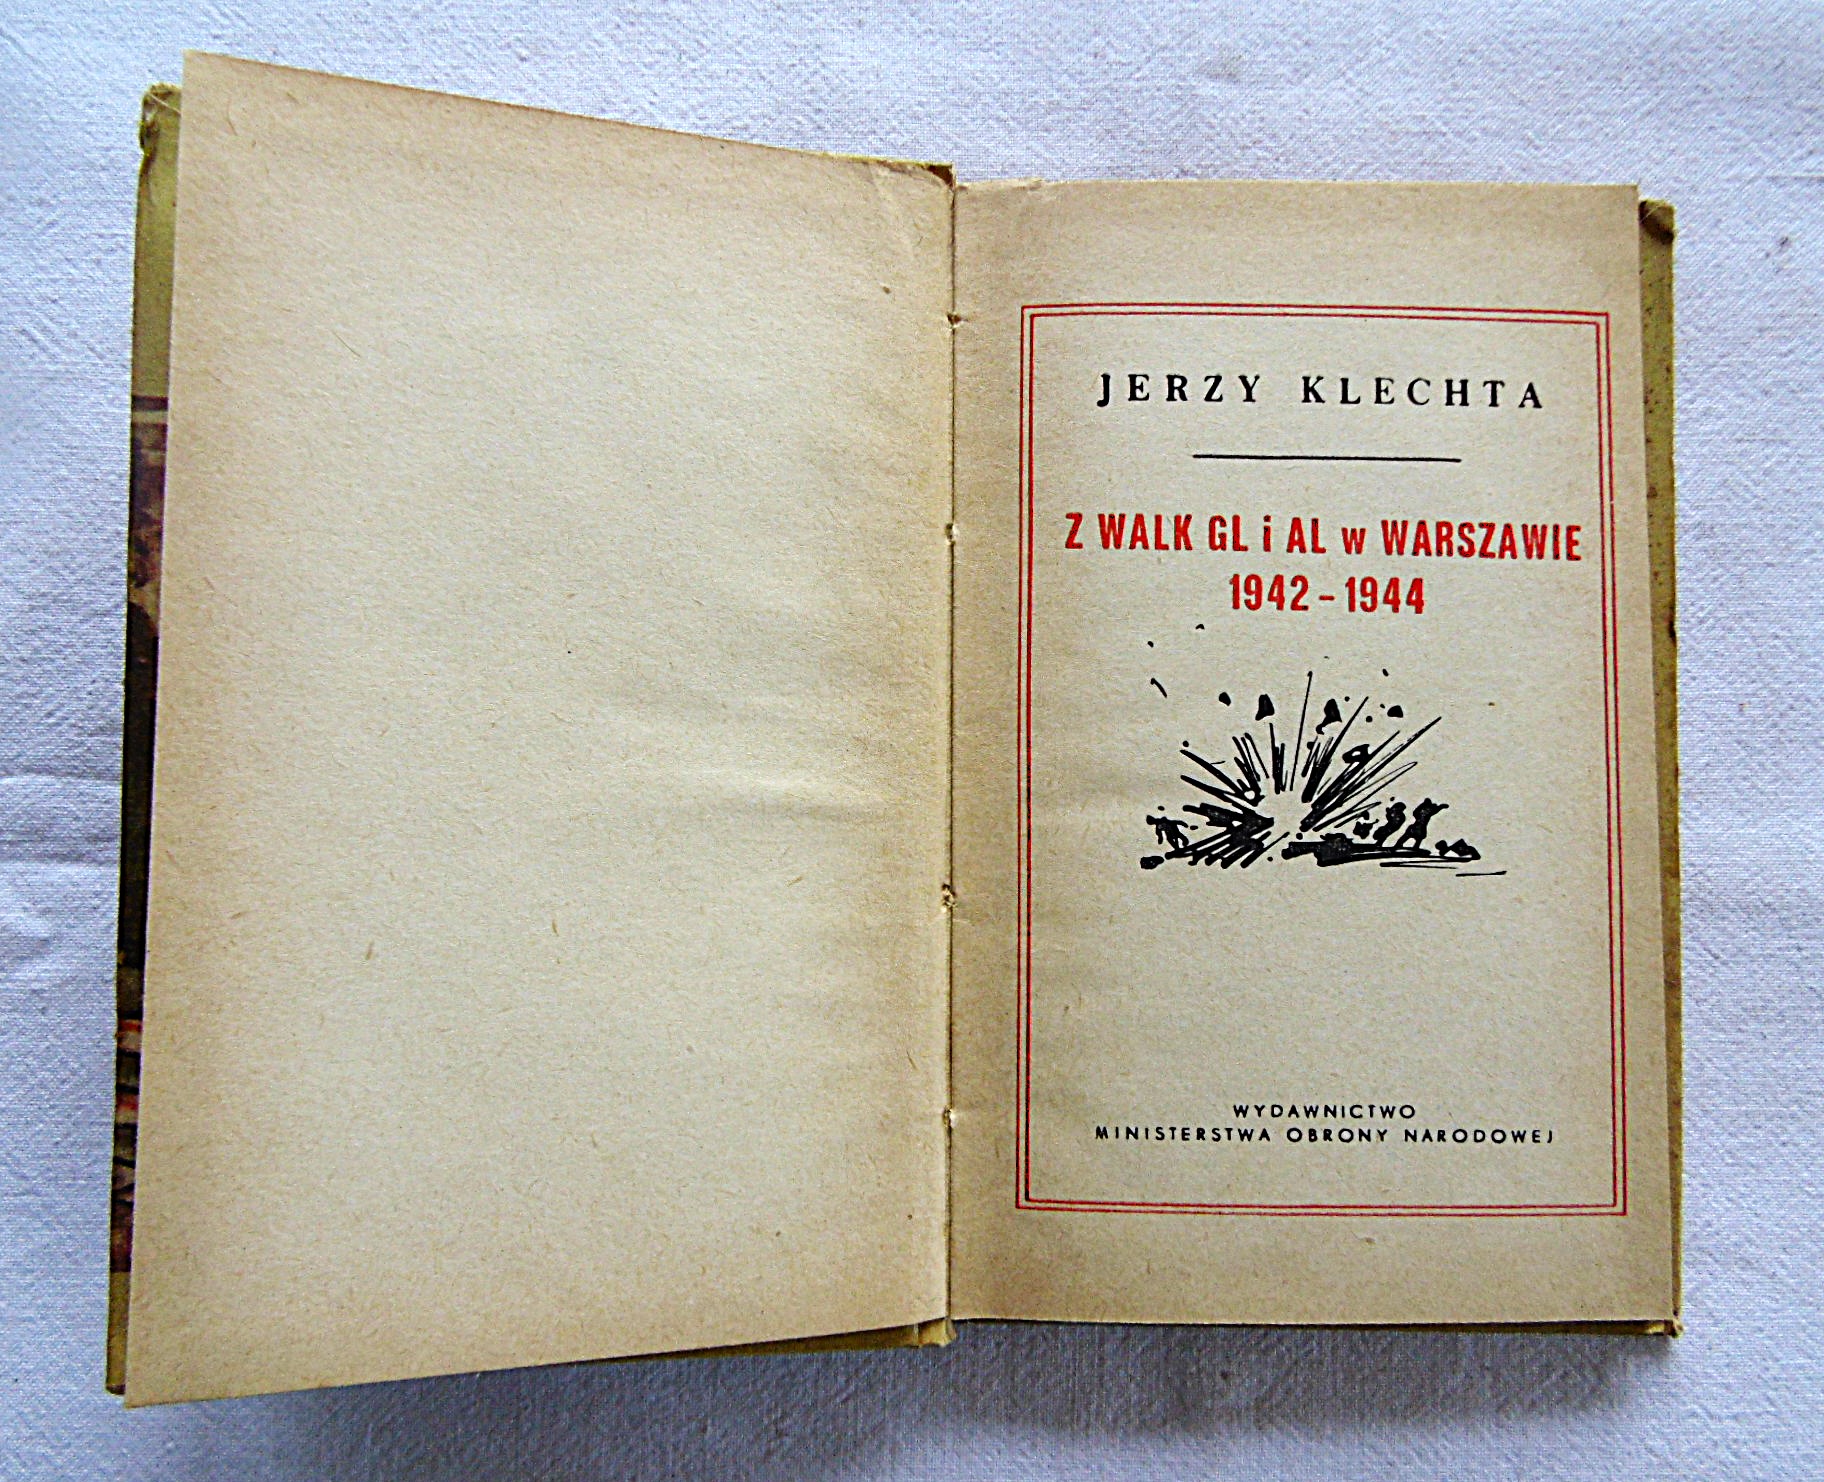 JERZY KLECHTA
Z WALK GL i AL w WARSZAWIE
1942-1944
WYDAWNICTWO
MINISTERSTWA OBRONY NARODOWEJ